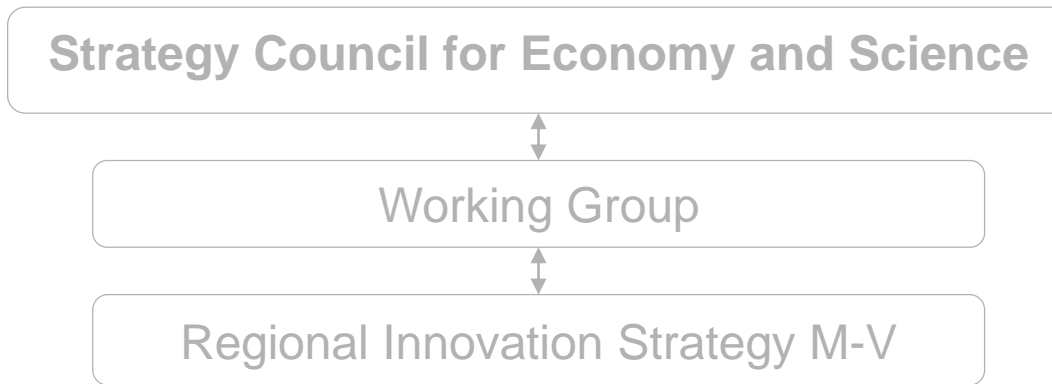 Strategy Council for Economy and Science
Working Group
Regional Innovation Strategy M-V